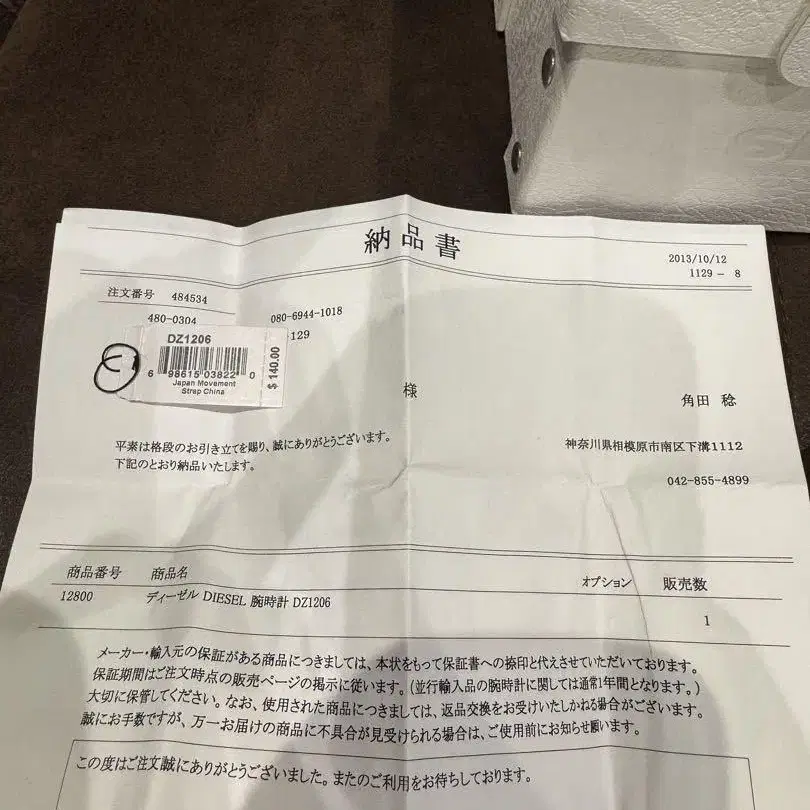 納品書
2013/10/12
1129 - 8
注文番号 484534
480-0304 080-6944-1018
129
DZ1206
6 98615 03822 0
Japan Movement
Strap China
$ 140.00
様
角田 稔
平素は格段のお引き立てを賜り、誠にありがとうございます。
下記のとおり納品いたします。
神奈川県相模原市南区下溝1112
042-855-4899
商品番号 商品名 オプション 販売数
12800 ディーゼル DIESEL 腕時計 DZ1206
1
メーカー・輸入元の保証がある商品につきましては、本状をもって保証書への捺印と代えさせていただいております。
保証期間はご注文時点の販売ページの掲示に従います。(並行輸入品の腕時計に関しては通常1年間となります。)
大切に保管してください。なお、使用された商品につきましては、返品交換をお受けいたしかねる場合がございます。
誠にお手数ですが、万一お届けの商品に不具合が見受けられる場合は、ご使用前にお知らせ願います。
この度はご注文誠にありがとうございました。またのご利用をお待ちしております。